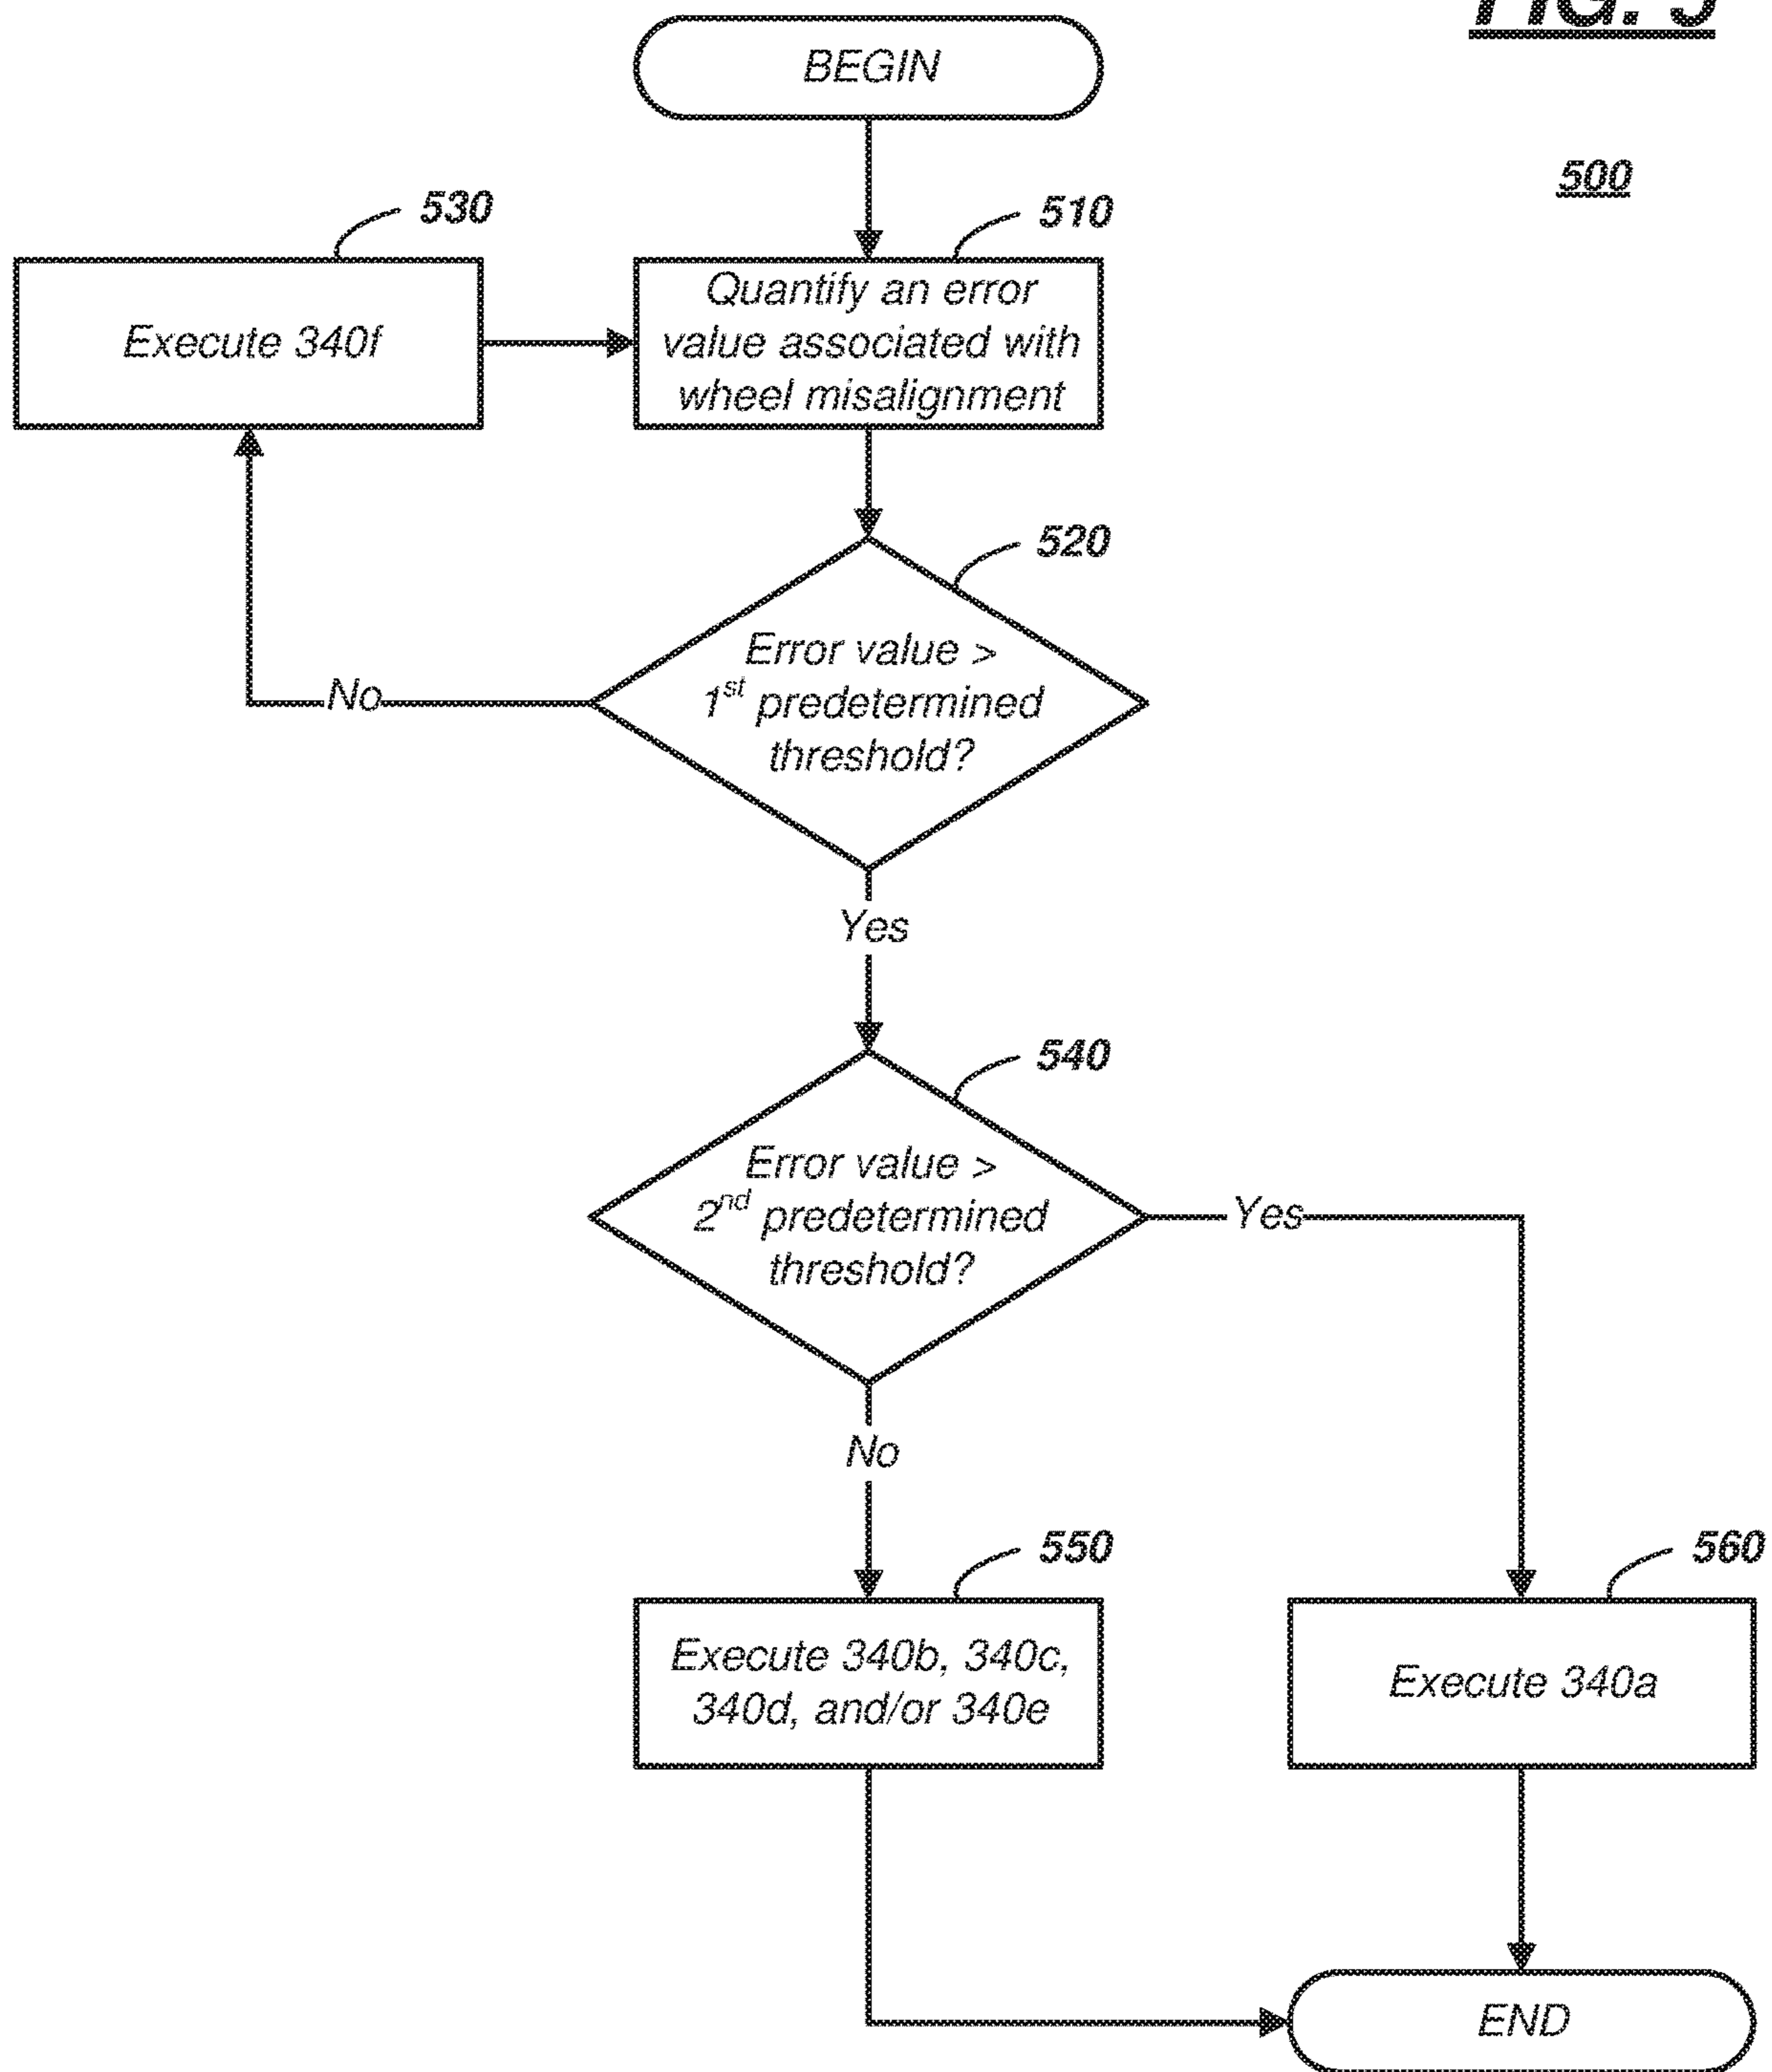 FIG. 5
BEGIN
500
530
510
Execute 340f
Quantify an error
value associated with
wheel misalignment
520
Error value >
1st predetermined
threshold?
No
Yes
540
Error value >
2nd predetermined
threshold?
Yes
No
550
560
Execute 340b, 340c,
340d, and/or 340e
Execute 340a
END